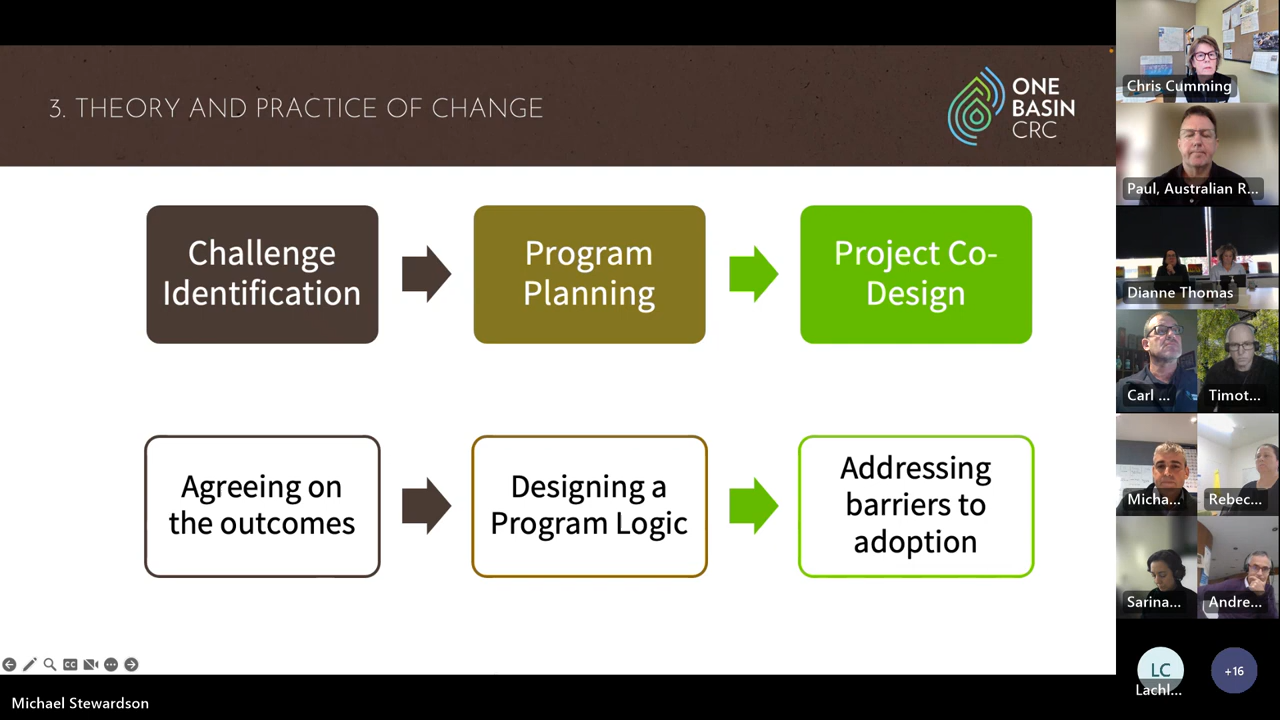 3. THEORY AND PRACTICE OF CHANGE
ONE
BASIN
CRC
Challenge
Identification
Program
Planning
Project Co-
Design
Agreeing on
the outcomes
Designing a
Program Logic
Addressing
barriers to
adoption
CC
Michael Stewardson
Chris Cumming
Paul, Australian R...
Dianne Thomas
Carl ...
Timot...
Micha...
Rebec...
Sarina...
Andre...
LC
Lachl...
+16